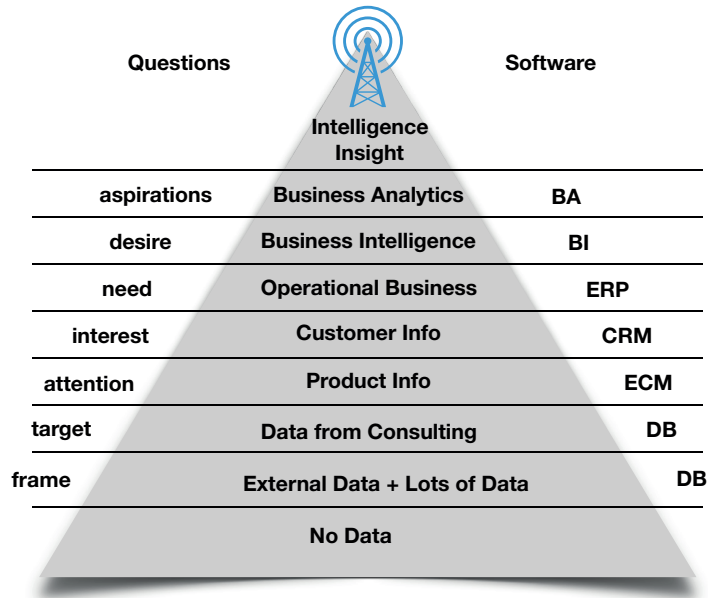 Questions
Software
Intelligence
Insight
aspirations Business Analytics BA
desire Business Intelligence BI
need Operational Business ERP
interest Customer Info CRM
attention Product Info ECM
target Data from Consulting DB
frame External Data + Lots of Data DB
No Data